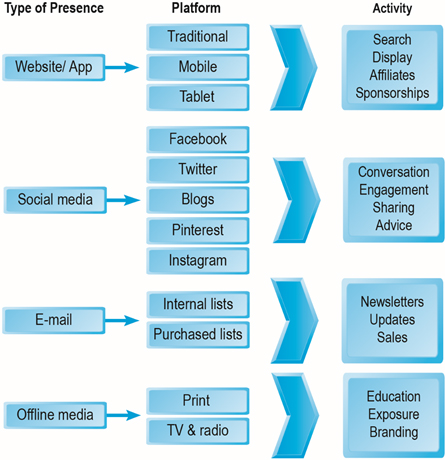 Type of Presence Platform Activity
Website/ App
Traditional
Mobile
Tablet
Search
Display
Affiliates
Sponsorships
Social media
Facebook
Twitter
Blogs
Pinterest
Instagram
Conversation
Engagement
Sharing
Advice
E-mail
Internal lists
Purchased lists
Newsletters
Updates
Sales
Offline media
Print
TV & radio
Education
Exposure
Branding